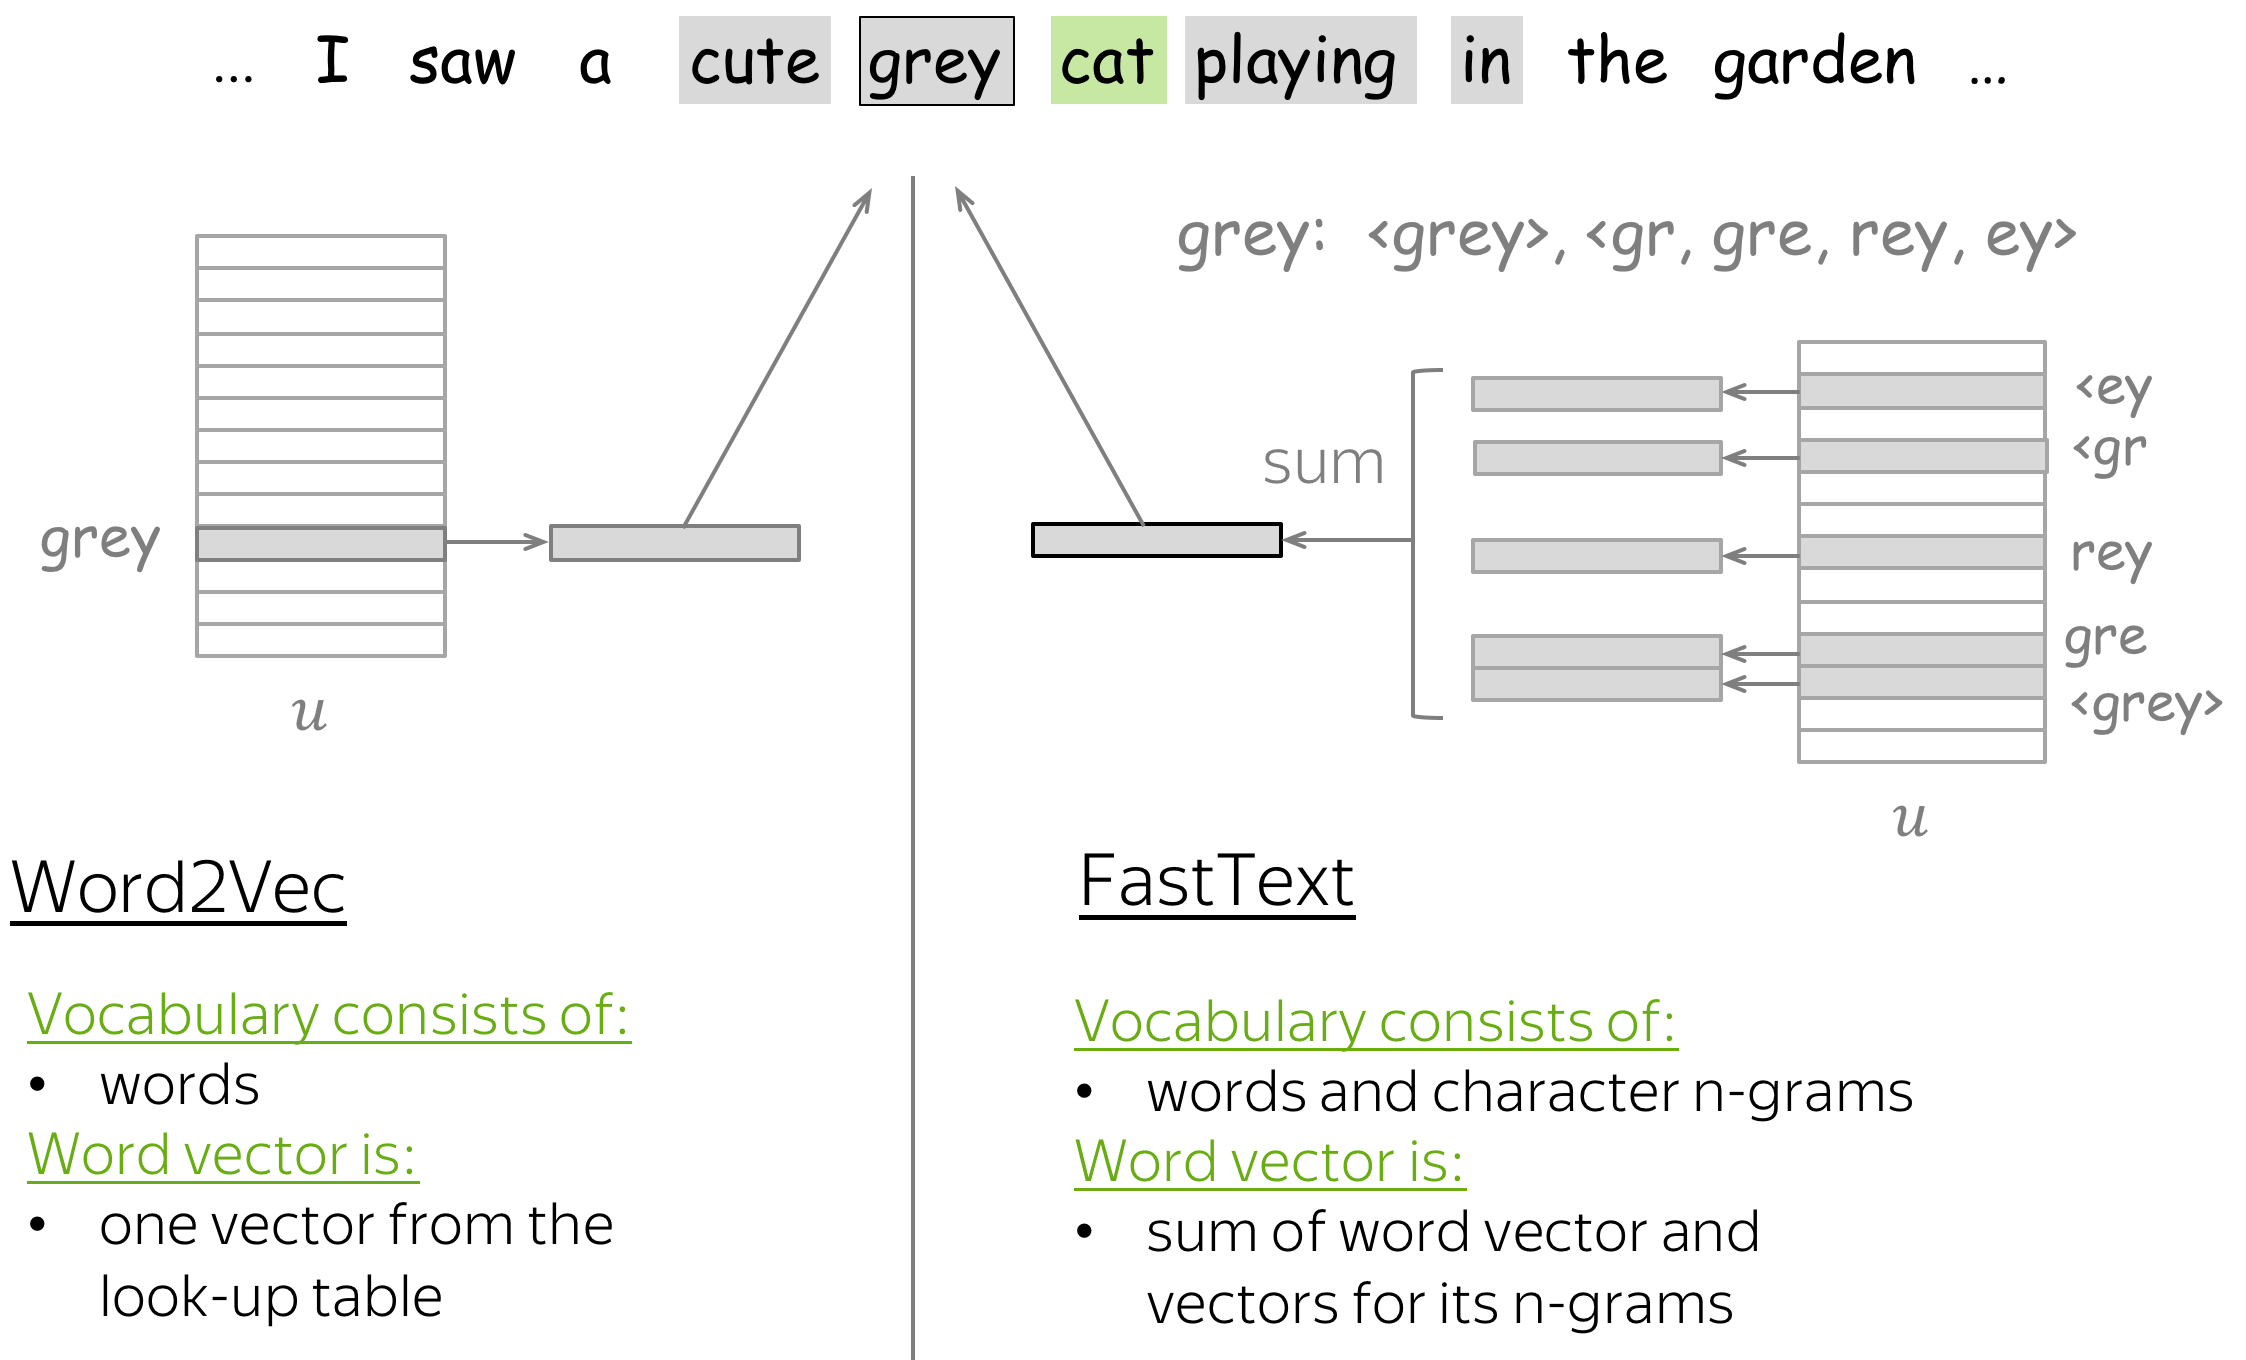 ... I saw a cute grey cat playing in the garden ...
grey: <grey>, <gr, gre, rey, ey>
grey
u
sum
<ey
<gr
rey
gre
<grey>
u
Word2Vec
Vocabulary consists of:
• words
Word vector is:
• one vector from the
look-up table
FastText
Vocabulary consists of:
• words and character n-grams
Word vector is:
• sum of word vector and
vectors for its n-grams